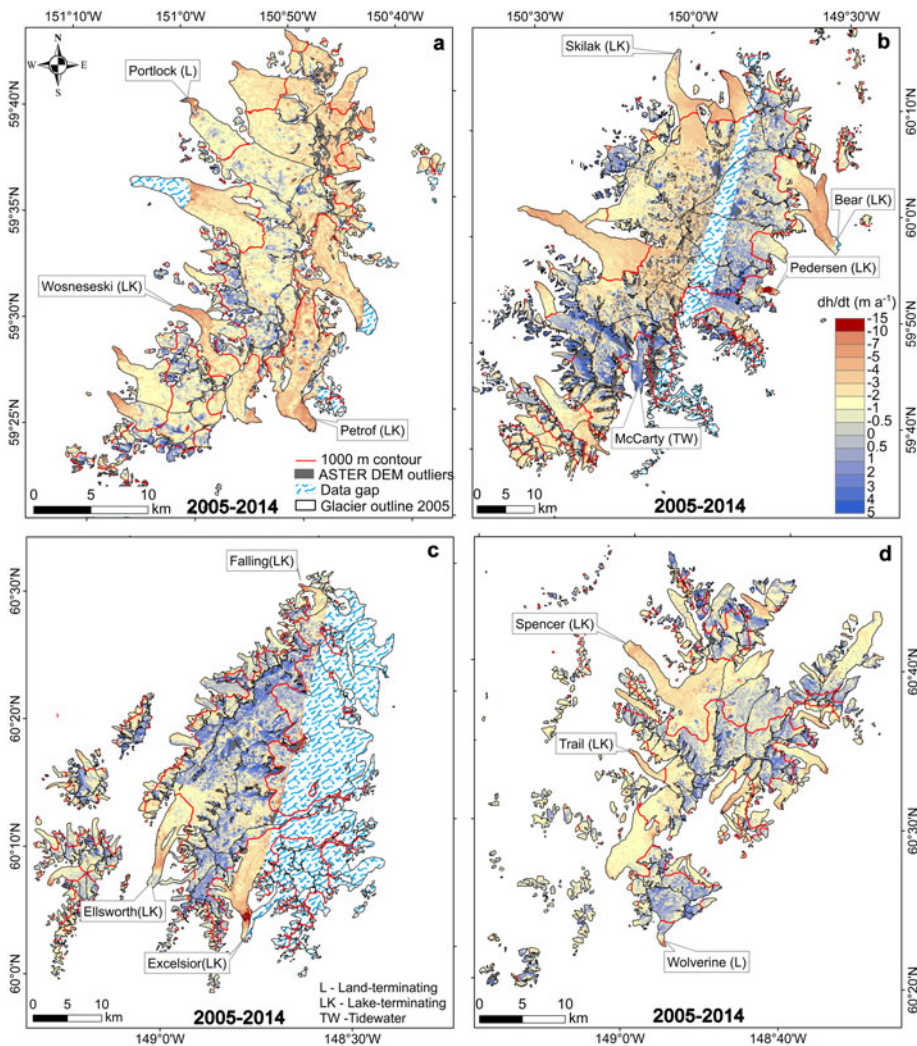 151°10'W 151°0'W 150°50'W 150°40'W
a
N
W E
S
Portlock (L)
59°40'N
59°35'N
59°30'N
59°25'N
Wosneseski (LK)
Petrof (LK)
1000 m contour
ASTER DEM outliers
Data gap
Glacier outline 2005
0 5 10
km
2005-2014
150°30'W 150°0'W 149°30'W
b
Skilak (LK)
60°10'N
60°0'N
59°50'N
59°40'N
Bear (LK)
Pedersen (LK)
McCarty (TW)
dh/dt (m a⁻¹)
-15
-10
-7
-5
-4
-3
-2
-1
-0.5
0
0.5
1
2
3
4
5
0 5 10
km
2005-2014
c
Falling(LK)
60°30'N
60°20'N
60°10'N
60°0'N
Ellsworth(LK)
Excelsior(LK)
L - Land-terminating
LK - Lake-terminating
TW -Tidewater
0 5 10
km
2005-2014
149°0'W 148°30'W
d
Spencer (LK)
60°40'N
Trail (LK)
60°30'N
Wolverine (L)
60°20'N
0 5 10
km
2005-2014
149°0'W 148°40'W